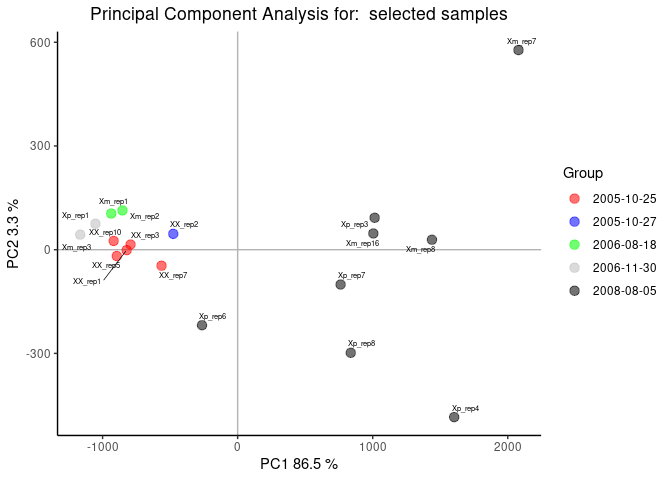 Principal Component Analysis for: selected samples
600
300
0
-300
PC2 3.3 %
Xm_rep7
Xm_rep1
Xp_rep1
Xm_rep2
XX_rep2
XX_rep10
XX_rep3
Xm_rep3
XX_rep5
XX_rep1
XX_rep7
Xp_rep3
Xm_rep16
Xm_rep8
Xp_rep7
Xp_rep6
Xp_rep8
Xp_rep4
-1000
0
1000
2000
PC1 86.5 %
Group
2005-10-25
2005-10-27
2006-08-18
2006-11-30
2008-08-05